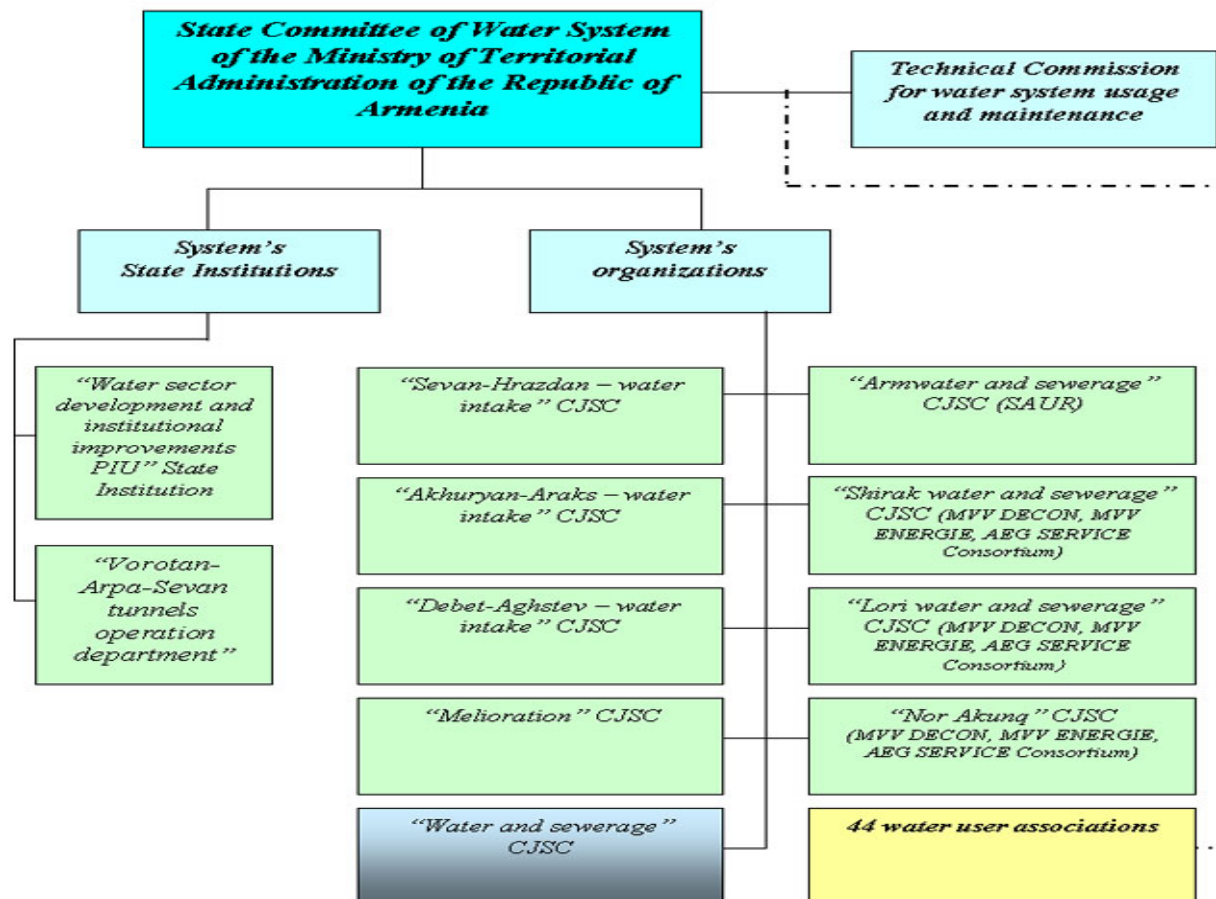 State Committee of Water System
of the Ministry of Territorial
Administration of the Republic of
Armenia
Technical Commission
for water system usage
and maintenance
System's
State Institutions
System's
organizations
"Water sector
development and
institutional
improvements
PIU" State
Institution
"Vorotan-
Arpa-Sevan
tunnels
operation
department"
"Sevan-Hrazdan – water
intake" CJSC
"Akhuryan-Araks – water
intake" CJSC
"Debet-Aghstev – water
intake" CJSC
"Melioration" CJSC
"Water and sewerage"
CJSC
"Armwater and sewerage"
CJSC (SAUR)
"Shirak water and sewerage"
CJSC (MVV DECON, MVV
ENERGIE, AEG SERVICE
Consortium)
"Lori water and sewerage"
CJSC (MVV DECON, MVV
ENERGIE, AEG SERVICE
Consortium)
"Nor Akunq" CJSC
(MVV DECON, MVV ENERGIE,
AEG SERVICE Consortium)
44 water user associations